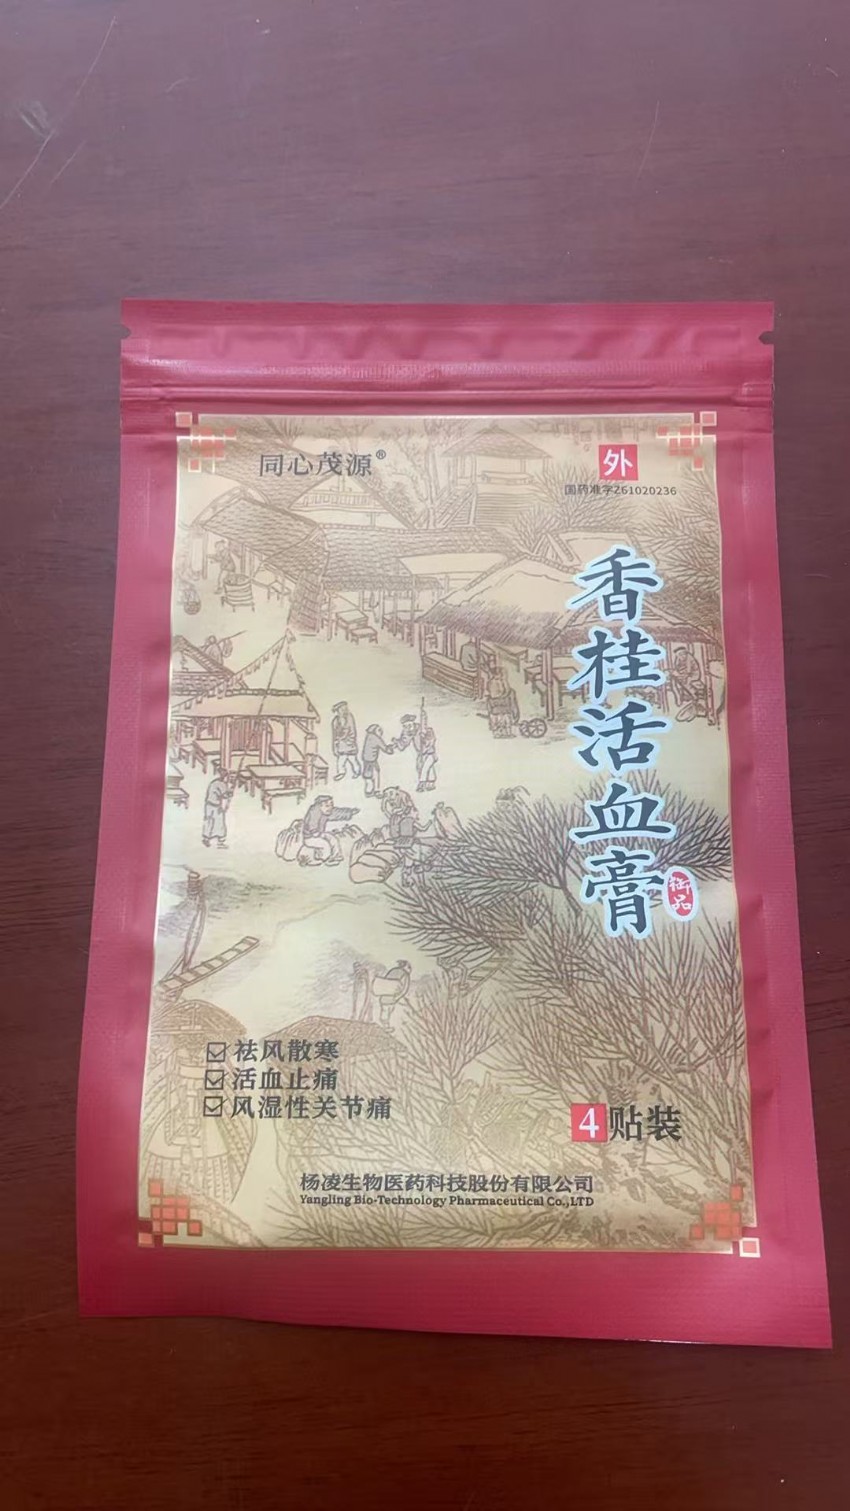 同心茂源®
外
国药准字Z61020236
香桂活血膏
御品
祛风散寒
活血止痛
风湿性关节痛
4贴装
杨凌生物医药科技股份有限公司
Yangling Bio-Technology Pharmaceutical Co.,LTD